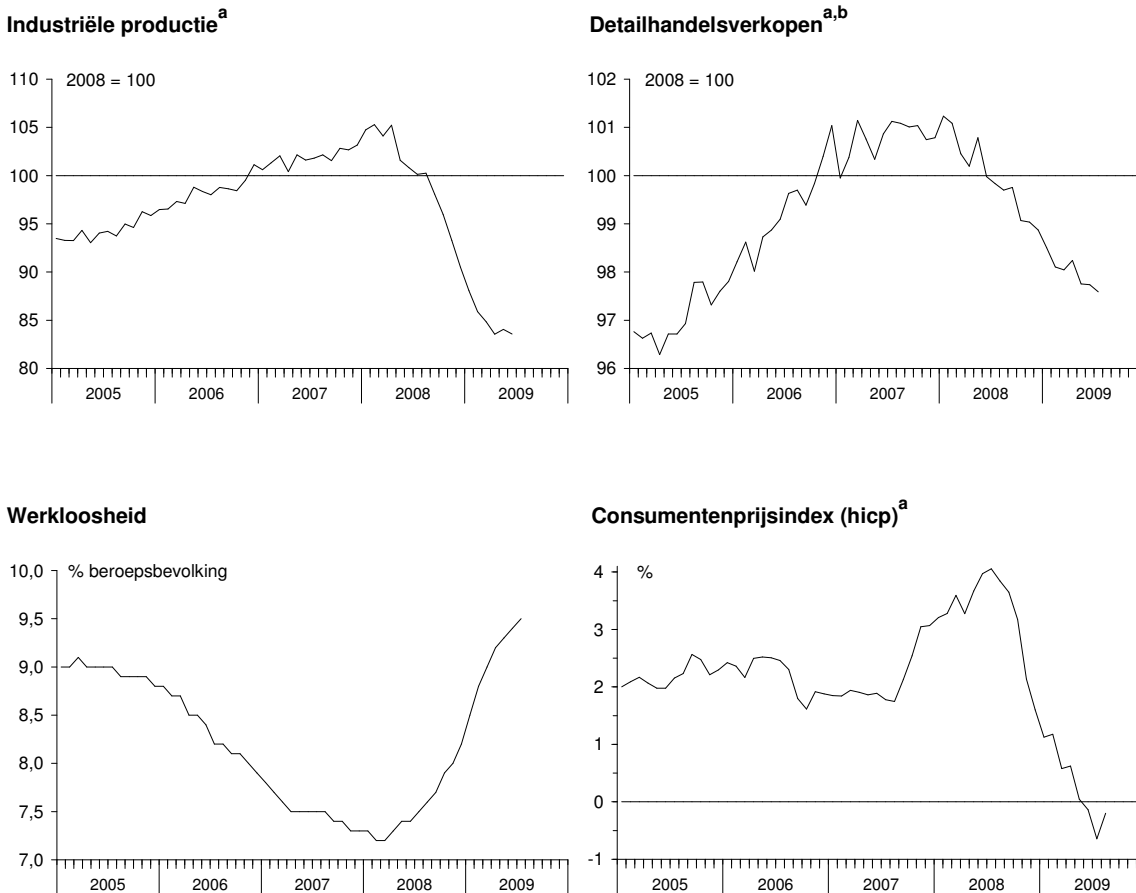 Industriële productie^a
2008 = 100
110
105
100
95
90
85
80
2005 2006 2007 2008 2009
Detailhandelsverkopen^a,b
2008 = 100
102
101
100
99
98
97
96
2005 2006 2007 2008 2009
Werkloosheid
% beroepsbevolking
10,0
9,5
9,0
8,5
8,0
7,5
7,0
2005 2006 2007 2008 2009
Consumentenprijsindex (hicp)^a
%
4
3
2
1
0
-1
2005 2006 2007 2008 2009